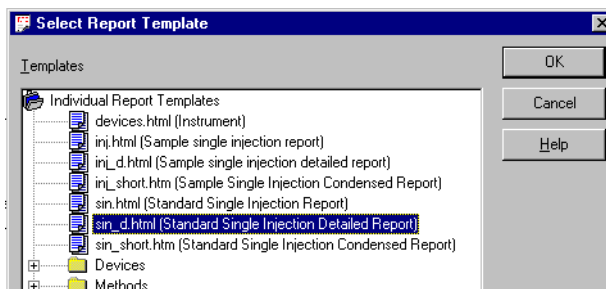 Select Report Template
Templates
OK
Cancel
Help
Individual Report Templates
devices.html (Instrument)
inj.html (Sample single injection report)
inj_d.html (Sample single injection detailed report)
inj_short.htm (Sample Single Injection Condensed Report)
sin.html (Standard Single Injection Report)
sin_d.html (Standard Single Injection Detailed Report)
sin_short.htm (Standard Single Injection Condensed Report)
Devices
Methods